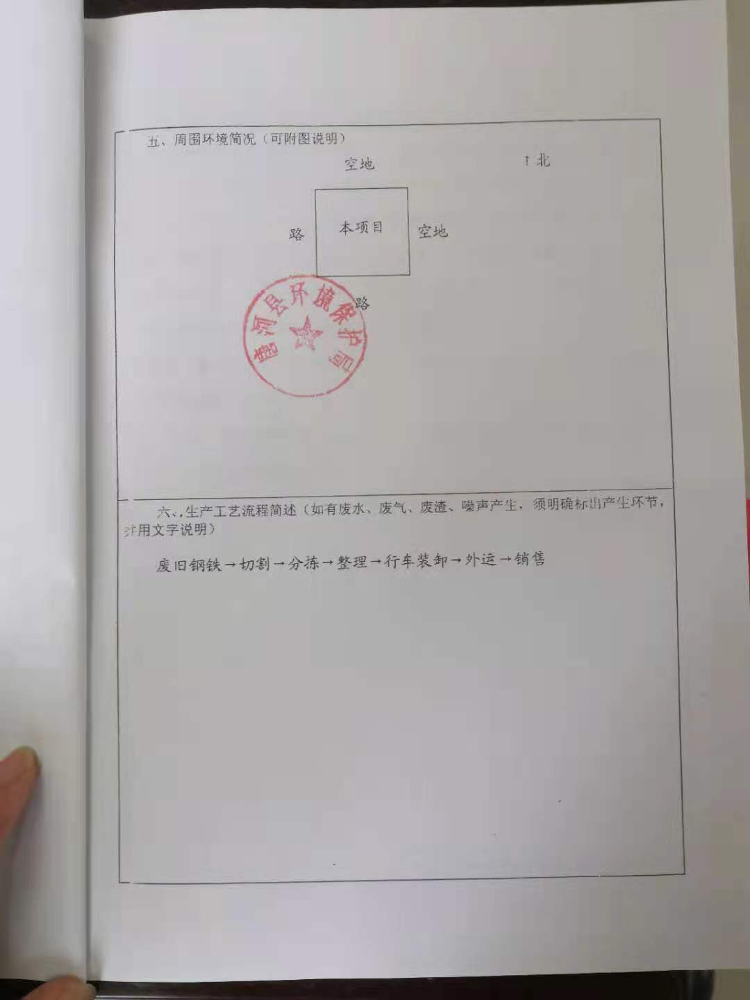 五、周围环境简况（可附图说明）
空地
↑北
路
本项目
空地
路
唐河县环境保护局
六、生产工艺流程简述（如有废水、废气、废渣、噪声产生，须明确标出产生环节，
并用文字说明）
废旧钢铁→切割→分拣→整理→行车装卸→外运→销售